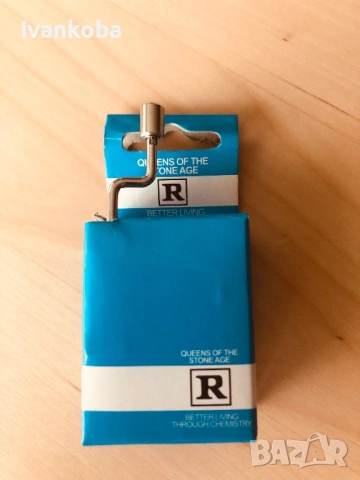 Ivankoba
QUEENS OF THE
STONE AGE
R
BETTER LIVING
QUEENS OF THE
STONE AGE
R
BETTER LIVING
THROUGH CHEMISTRY
BAZAR